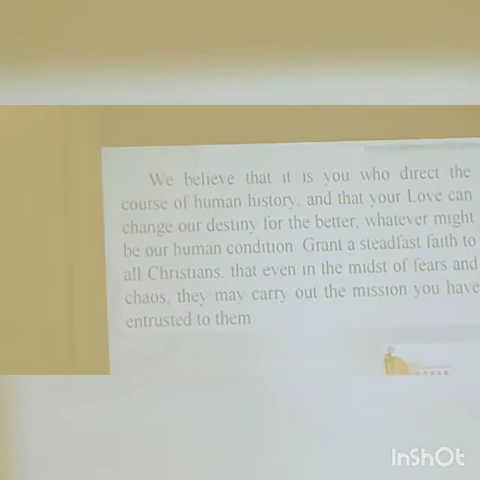 We believe that it is you who direct the
course of human history, and that your Love can
change our destiny for the better, whatever might
be our human condition Grant a steadfast faith to
all Christians, that even in the midst of fears and
chaos, they may carry out the mission you have
entrusted to them
InShOt